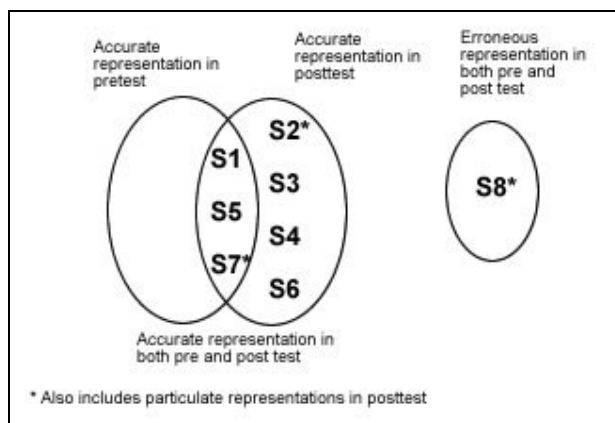 Accurate
representation in
pretest
Accurate
representation in
posttest
Erroneous
representation in
both pre and
post test
S1
S5
S7*
S2*
S3
S4
S6
S8*
Accurate representation in
both pre and post test
* Also includes particulate representations in posttest